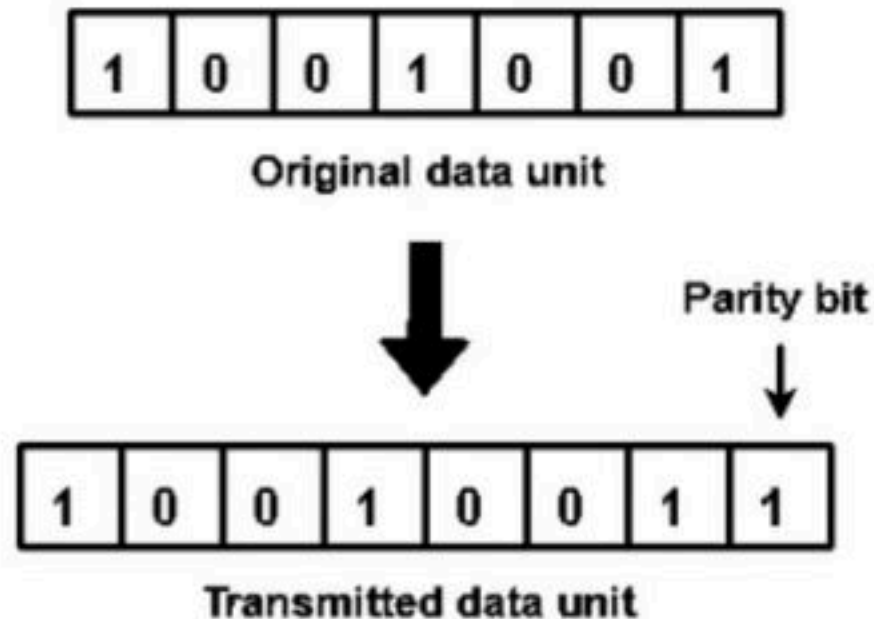 1 0 0 1 0 0 1
Original data unit
Parity bit
1 0 0 1 0 0 1 1
Transmitted data unit